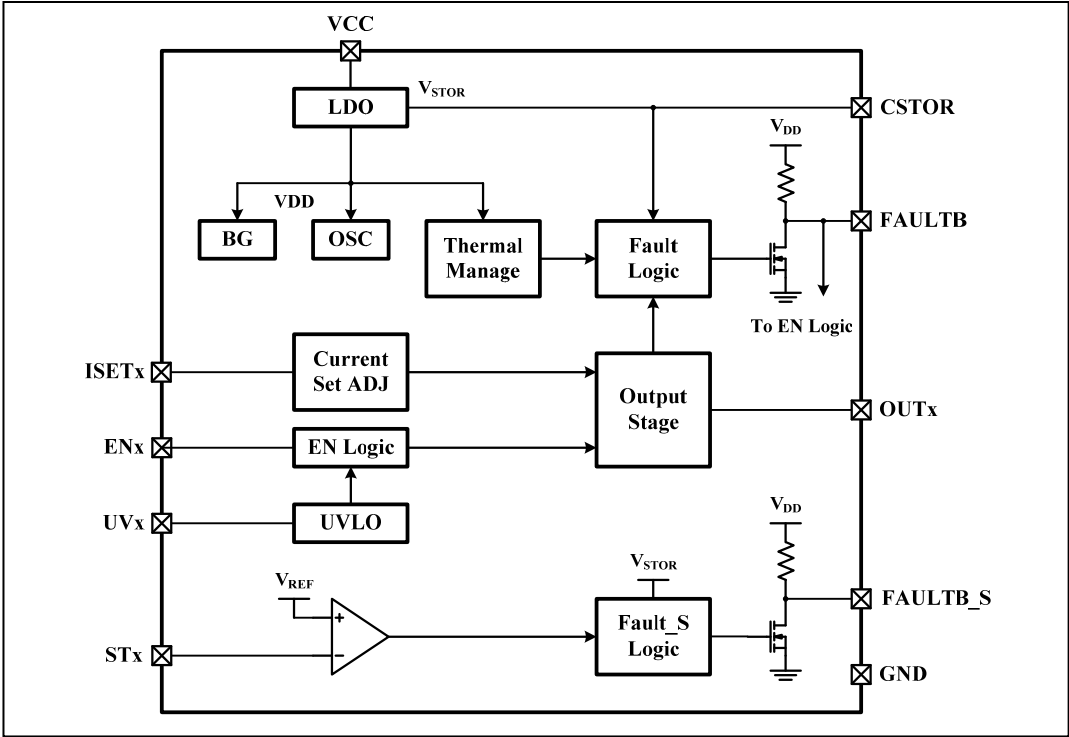 VCC
LDO
VSTOR
CSTOR
VDD
VDD
FAULTB
BG
OSC
Thermal
Manage
Fault
Logic
To EN Logic
ISETx
Current
Set ADJ
Output
Stage
OUTx
ENx
EN Logic
UVx
UVLO
VDD
VREF
+
−
VSTOR
Fault_S
Logic
FAULTB_S
STx
GND